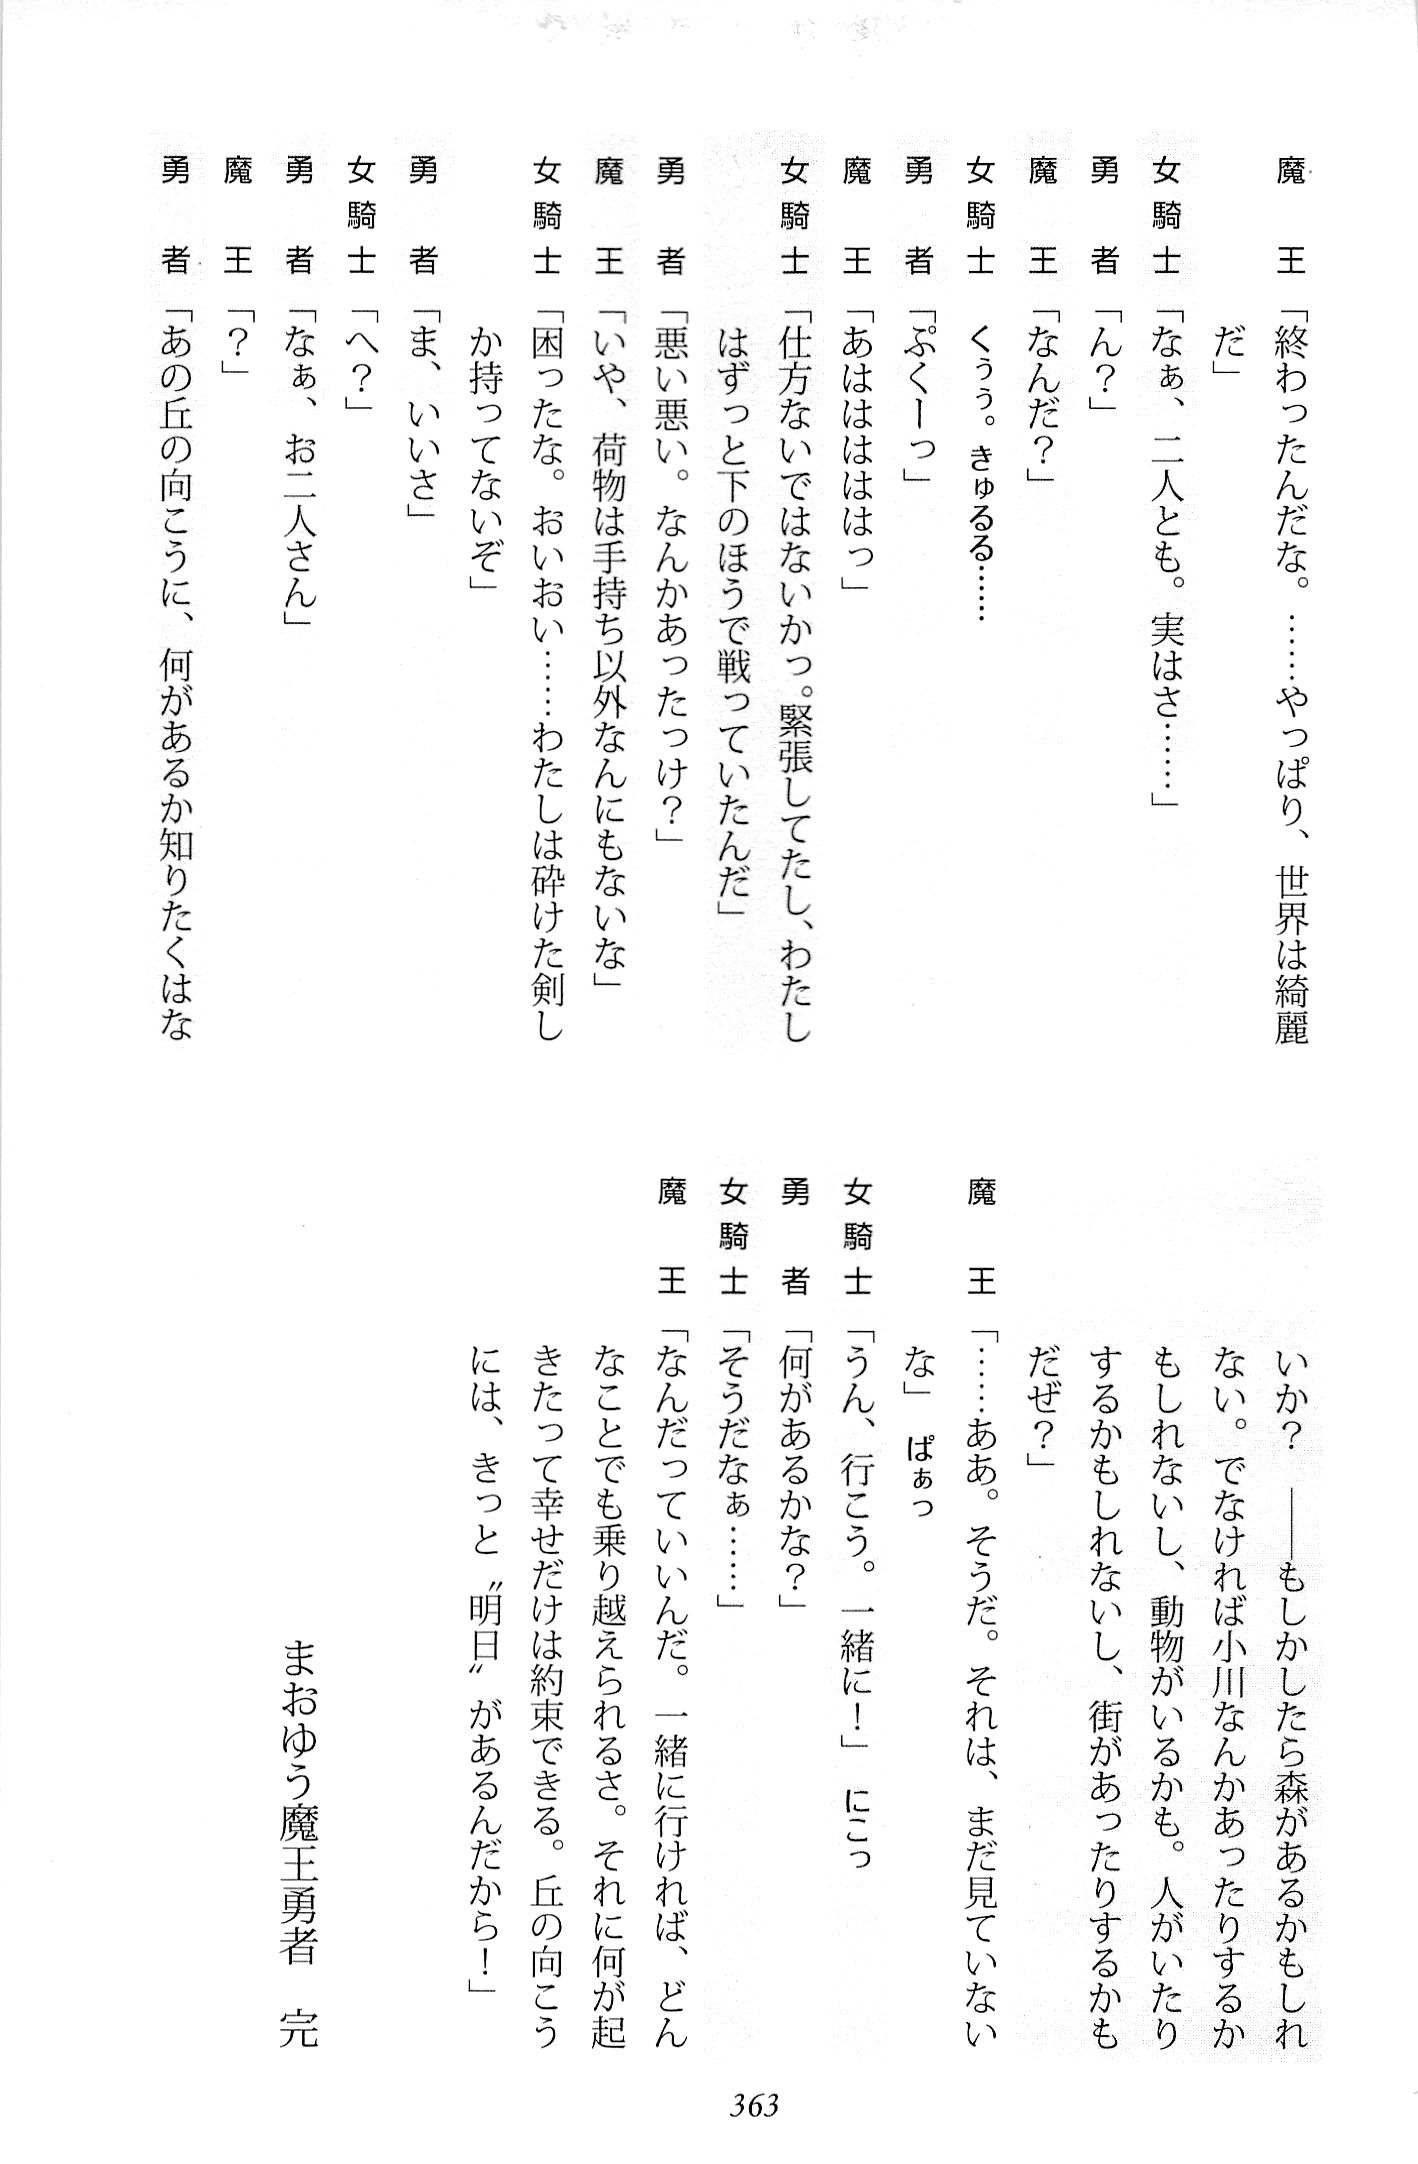 魔　王「終わったんだな。……やっぱり、世界は綺麗
だ」
女騎士「なぁ、二人とも。実はさ……」
勇　者「ん？」
魔　王「なんだ？」
女騎士　くぅぅ。きゅるる……
勇　者「ぷくーっ」
魔　王「あはははははっ」
女騎士「仕方ないではないかっ。緊張してたし、わたし
はずっと下のほうで戦っていたんだ」
勇　者「悪い悪い。なんかあったっけ？」
魔　王「いや、荷物は手持ち以外なんにもないな」
女騎士「困ったな。おいおい……わたしは砕けた剣し
か持ってないぞ」
勇　者「ま、いいさ」
女騎士「へ？」
勇　者「なぁ、お二人さん」
魔　王「？」
勇　者「あの丘の向こうに、何があるか知りたくはな
いか？　――もしかしたら森があるかもしれ
ない。でなければ小川なんかあったりするか
もしれないし、動物がいるかも。人がいたり
するかもしれないし、街があったりするかも
だぜ？」
魔　王「……ああ。そうだ。それは、まだ見ていない
な」　ぱぁっ
女騎士「うん、行こう。一緒に！」　にこっ
勇　者「何があるかな？」
女騎士「そうだなぁ……」
魔　王「なんだっていいんだ。一緒に行ければ、どん
なことでも乗り越えられるさ。それに何が起
きたって幸せだけは約束できる。丘の向こう
には、きっと〝明日〟があるんだから！」
まおゆう魔王勇者　完
363